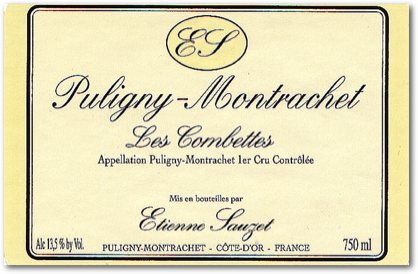 ES
Puligny-Montrachet
Les Combettes
Appellation Puligny-Montrachet 1er Cru Contrôlée
Mis en bouteilles par
Etienne Sauzet
Alc 13,5 % by Vol.
PULIGNY-MONTRACHET - CÔTE-D'OR - FRANCE
750 ml